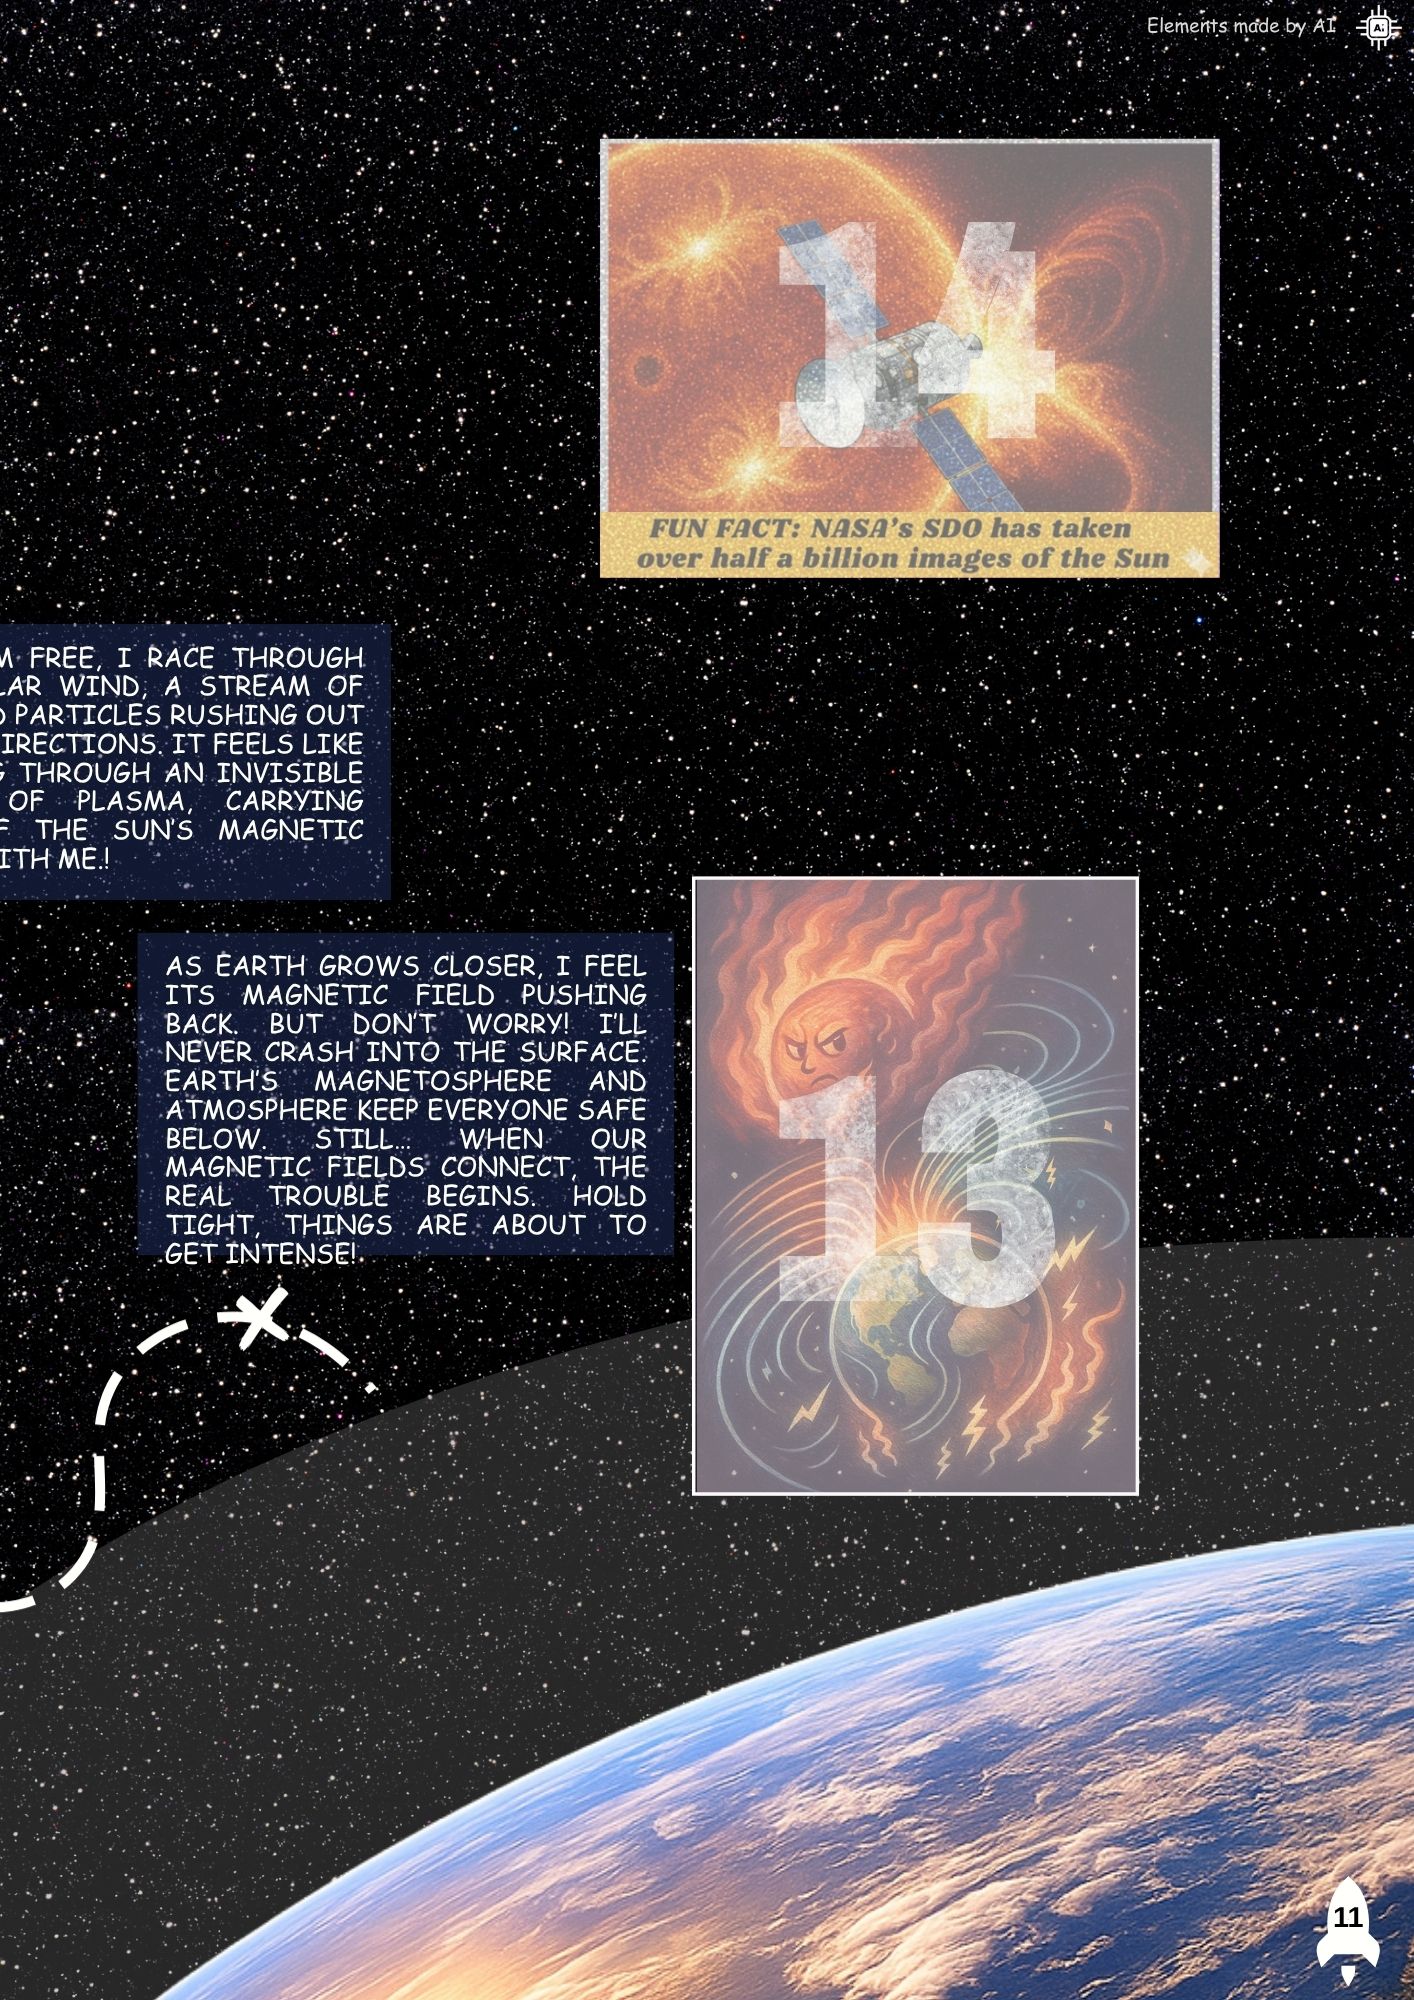 Elements made by AI
AI
14
FUN FACT: NASA's SDO has taken
over half a billion images of the Sun
FREE, I RACE THROUGH
WIND, A STREAM OF
PARTICLES RUSHING OUT
IT FEELS LIKE
THROUGH AN INVISIBLE
OF PLASMA, CARRYING
THE SUN'S MAGNETIC
ME.!
AS EARTH GROWS CLOSER, I FEEL
ITS MAGNETIC FIELD PUSHING
BACK. BUT DON'T WORRY! I'LL
NEVER CRASH INTO THE SURFACE.
EARTH'S MAGNETOSPHERE AND
ATMOSPHERE KEEP EVERYONE SAFE
BELOW. STILL... WHEN OUR
MAGNETIC FIELDS CONNECT, THE
REAL TROUBLE BEGINS. HOLD
TIGHT, THINGS ARE ABOUT TO
GET INTENSE!
13
11